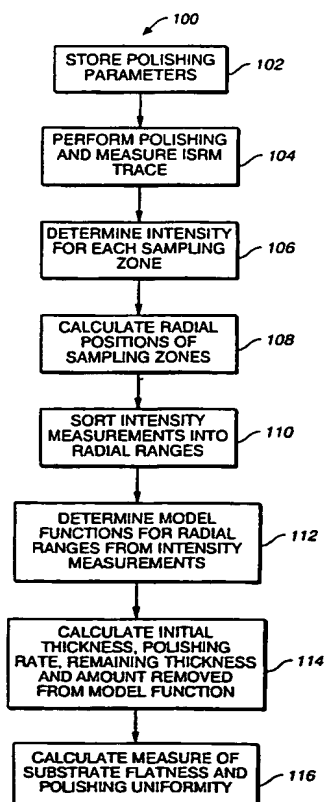 100
STORE POLISHING
PARAMETERS
102
PERFORM POLISHING
AND MEASURE ISRM
TRACE
104
DETERMINE INTENSITY
FOR EACH SAMPLING
ZONE
106
CALCULATE RADIAL
POSITIONS OF
SAMPLING ZONES
108
SORT INTENSITY
MEASUREMENTS INTO
RADIAL RANGES
110
DETERMINE MODEL
FUNCTIONS FOR RADIAL
RANGES FROM INTENSITY
MEASUREMENTS
112
CALCULATE INITIAL
THICKNESS, POLISHING
RATE, REMAINING THICKNESS
AND AMOUNT REMOVED
FROM MODEL FUNCTION
114
CALCULATE MEASURE OF
SUBSTRATE FLATNESS AND
POLISHING UNIFORMITY
116